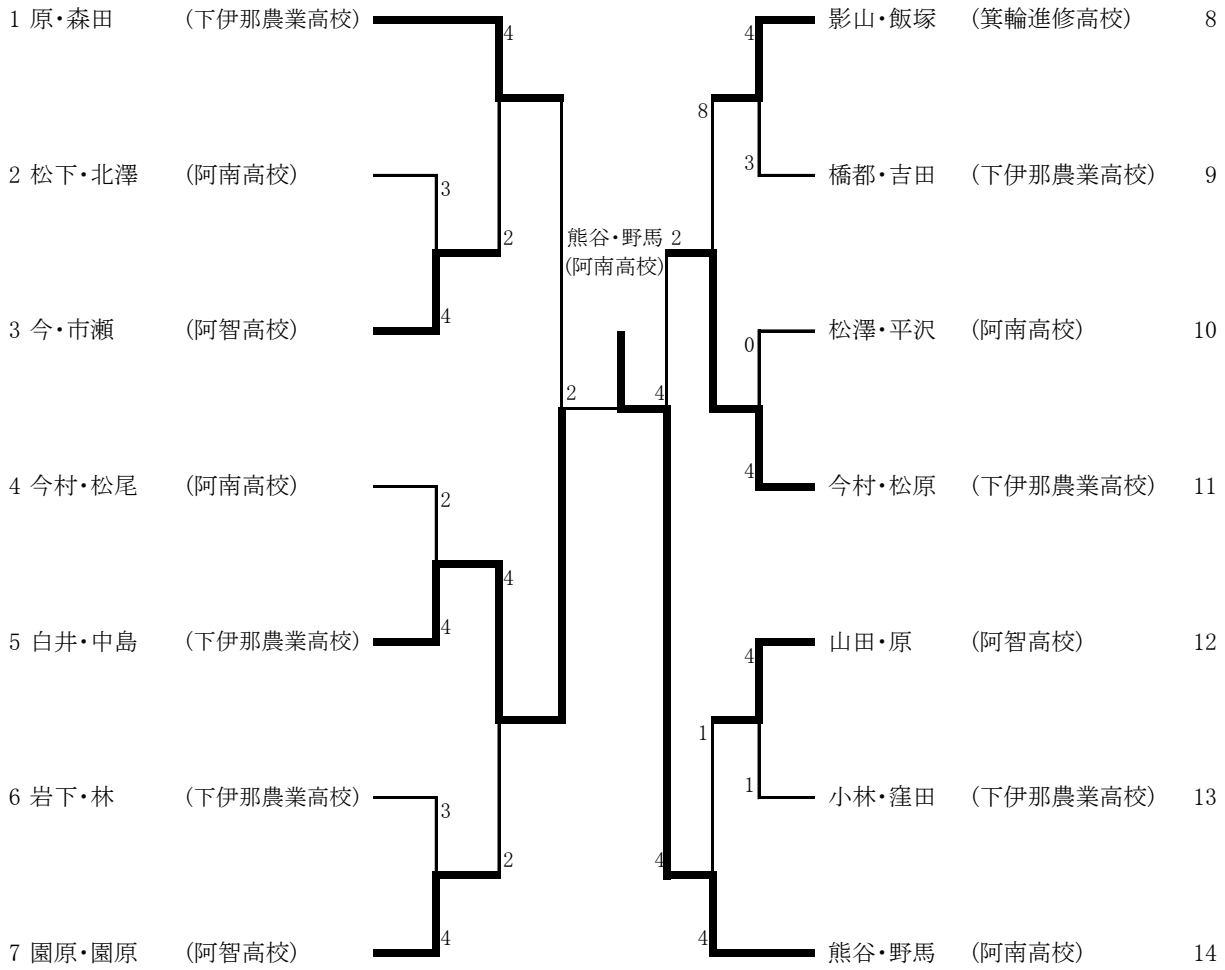 1 原・森田 (下伊那農業高校)
4
4
影山・飯塚 (箕輪進修高校) 8
8
2 松下・北澤 (阿南高校)
3
3
橋都・吉田 (下伊那農業高校) 9
2
熊谷・野馬
(阿南高校)
2
3 今・市瀬 (阿智高校)
4
0
松澤・平沢 (阿南高校) 10
2
4
4 今村・松尾 (阿南高校)
2
4
今村・松原 (下伊那農業高校) 11
4
5 白井・中島 (下伊那農業高校)
4
4
山田・原 (阿智高校) 12
1
6 岩下・林 (下伊那農業高校)
3
1
小林・窪田 (下伊那農業高校) 13
2
4
7 園原・園原 (阿智高校)
4
4
熊谷・野馬 (阿南高校) 14